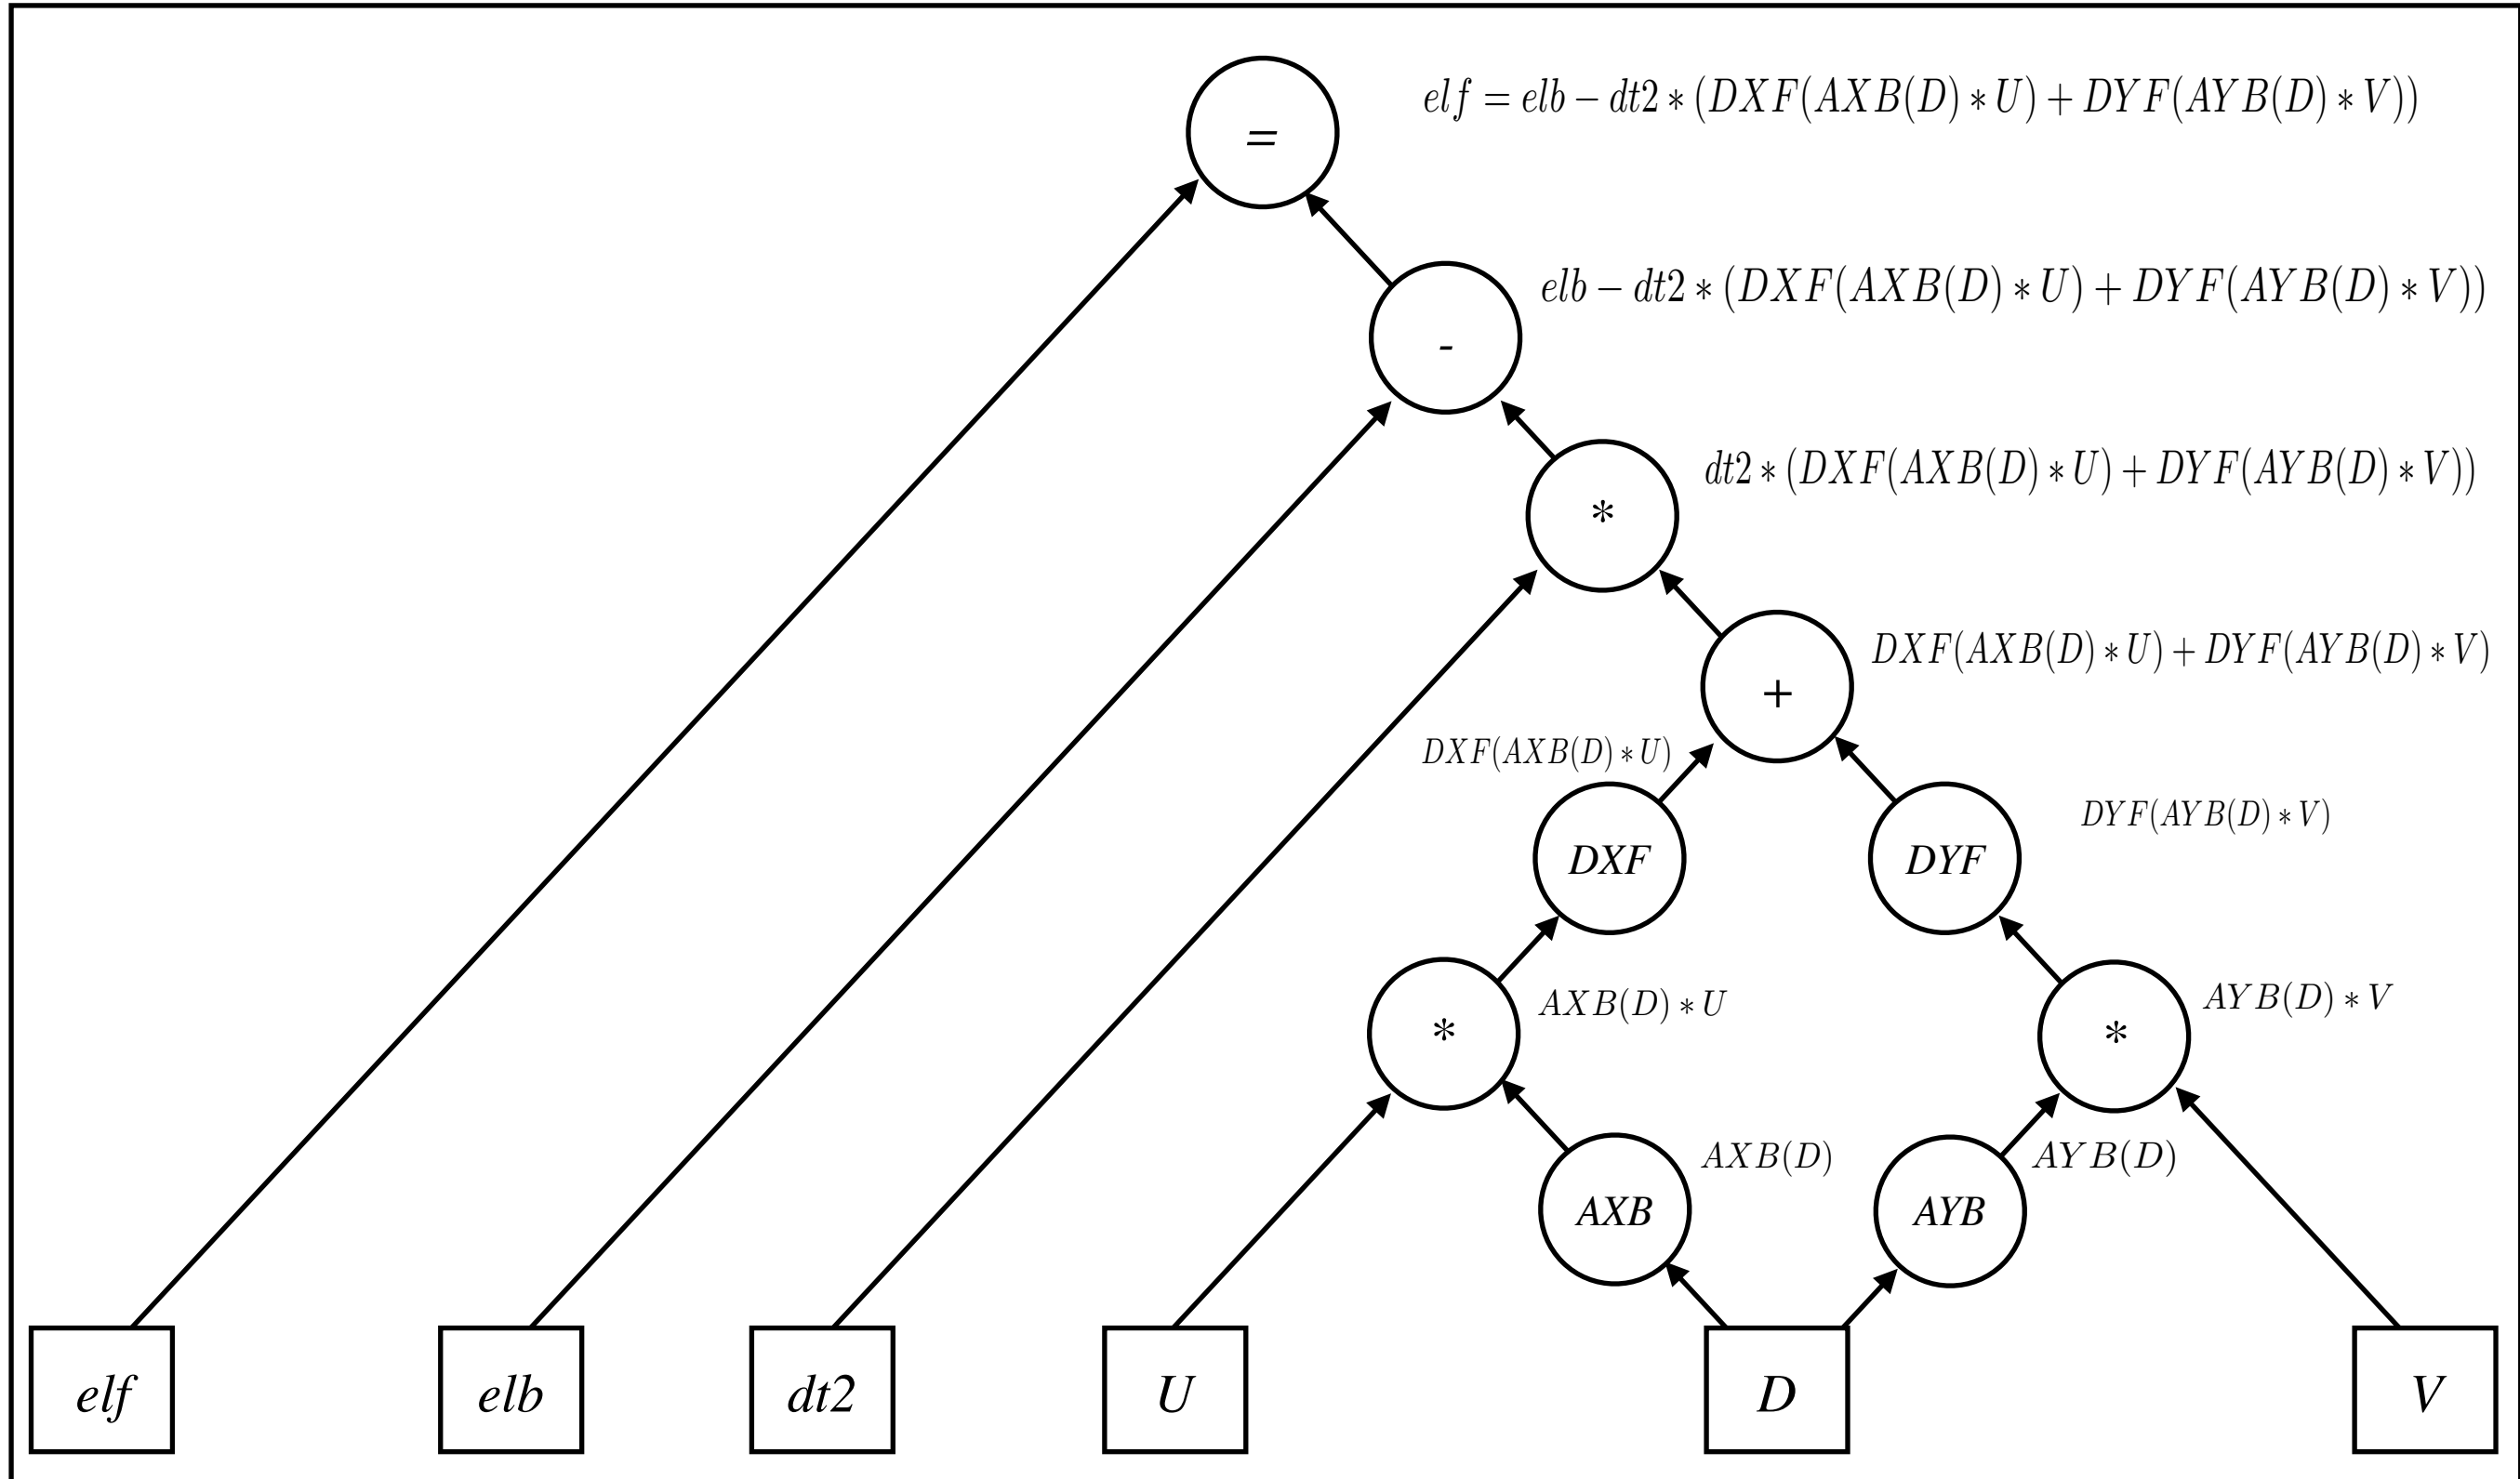 elf = elb − dt2 ∗ (DXF(AXB(D) ∗ U) + DYF(AYB(D) ∗ V))
=
elb − dt2 ∗ (DXF(AXB(D) ∗ U) + DYF(AYB(D) ∗ V))
-
dt2 ∗ (DXF(AXB(D) ∗ U) + DYF(AYB(D) ∗ V))
*
DXF(AXB(D) ∗ U) + DYF(AYB(D) ∗ V)
+
DXF(AXB(D) ∗ U)
DYF(AYB(D) ∗ V)
DXF
DYF
AXB(D) ∗ U
AYB(D) ∗ V
*
*
AXB(D)
AYB(D)
AXB
AYB
elf
elb
dt2
U
D
V